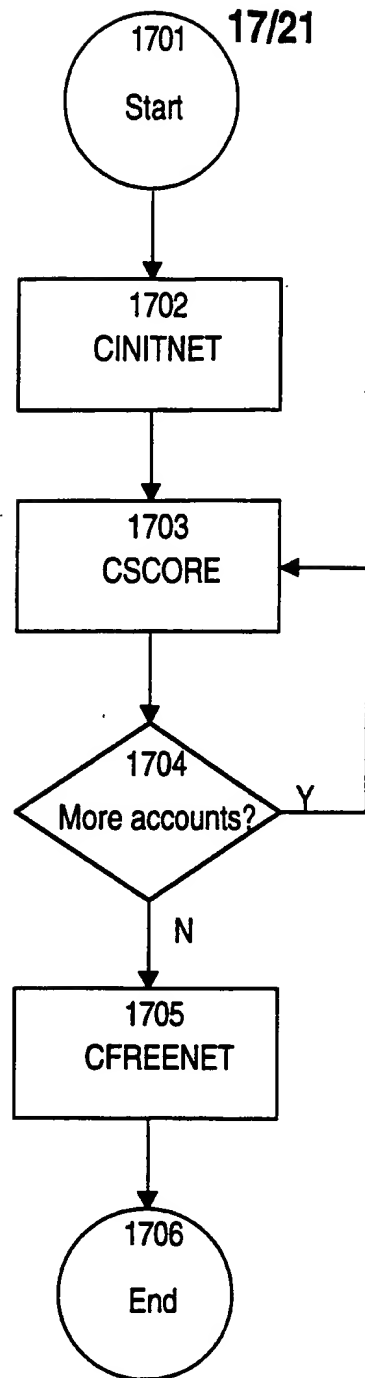 17/21
1701
Start
1702
CINITNET
1703
CSCORE
1704
More accounts?
Y
N
1705
CFREENET
1706
End